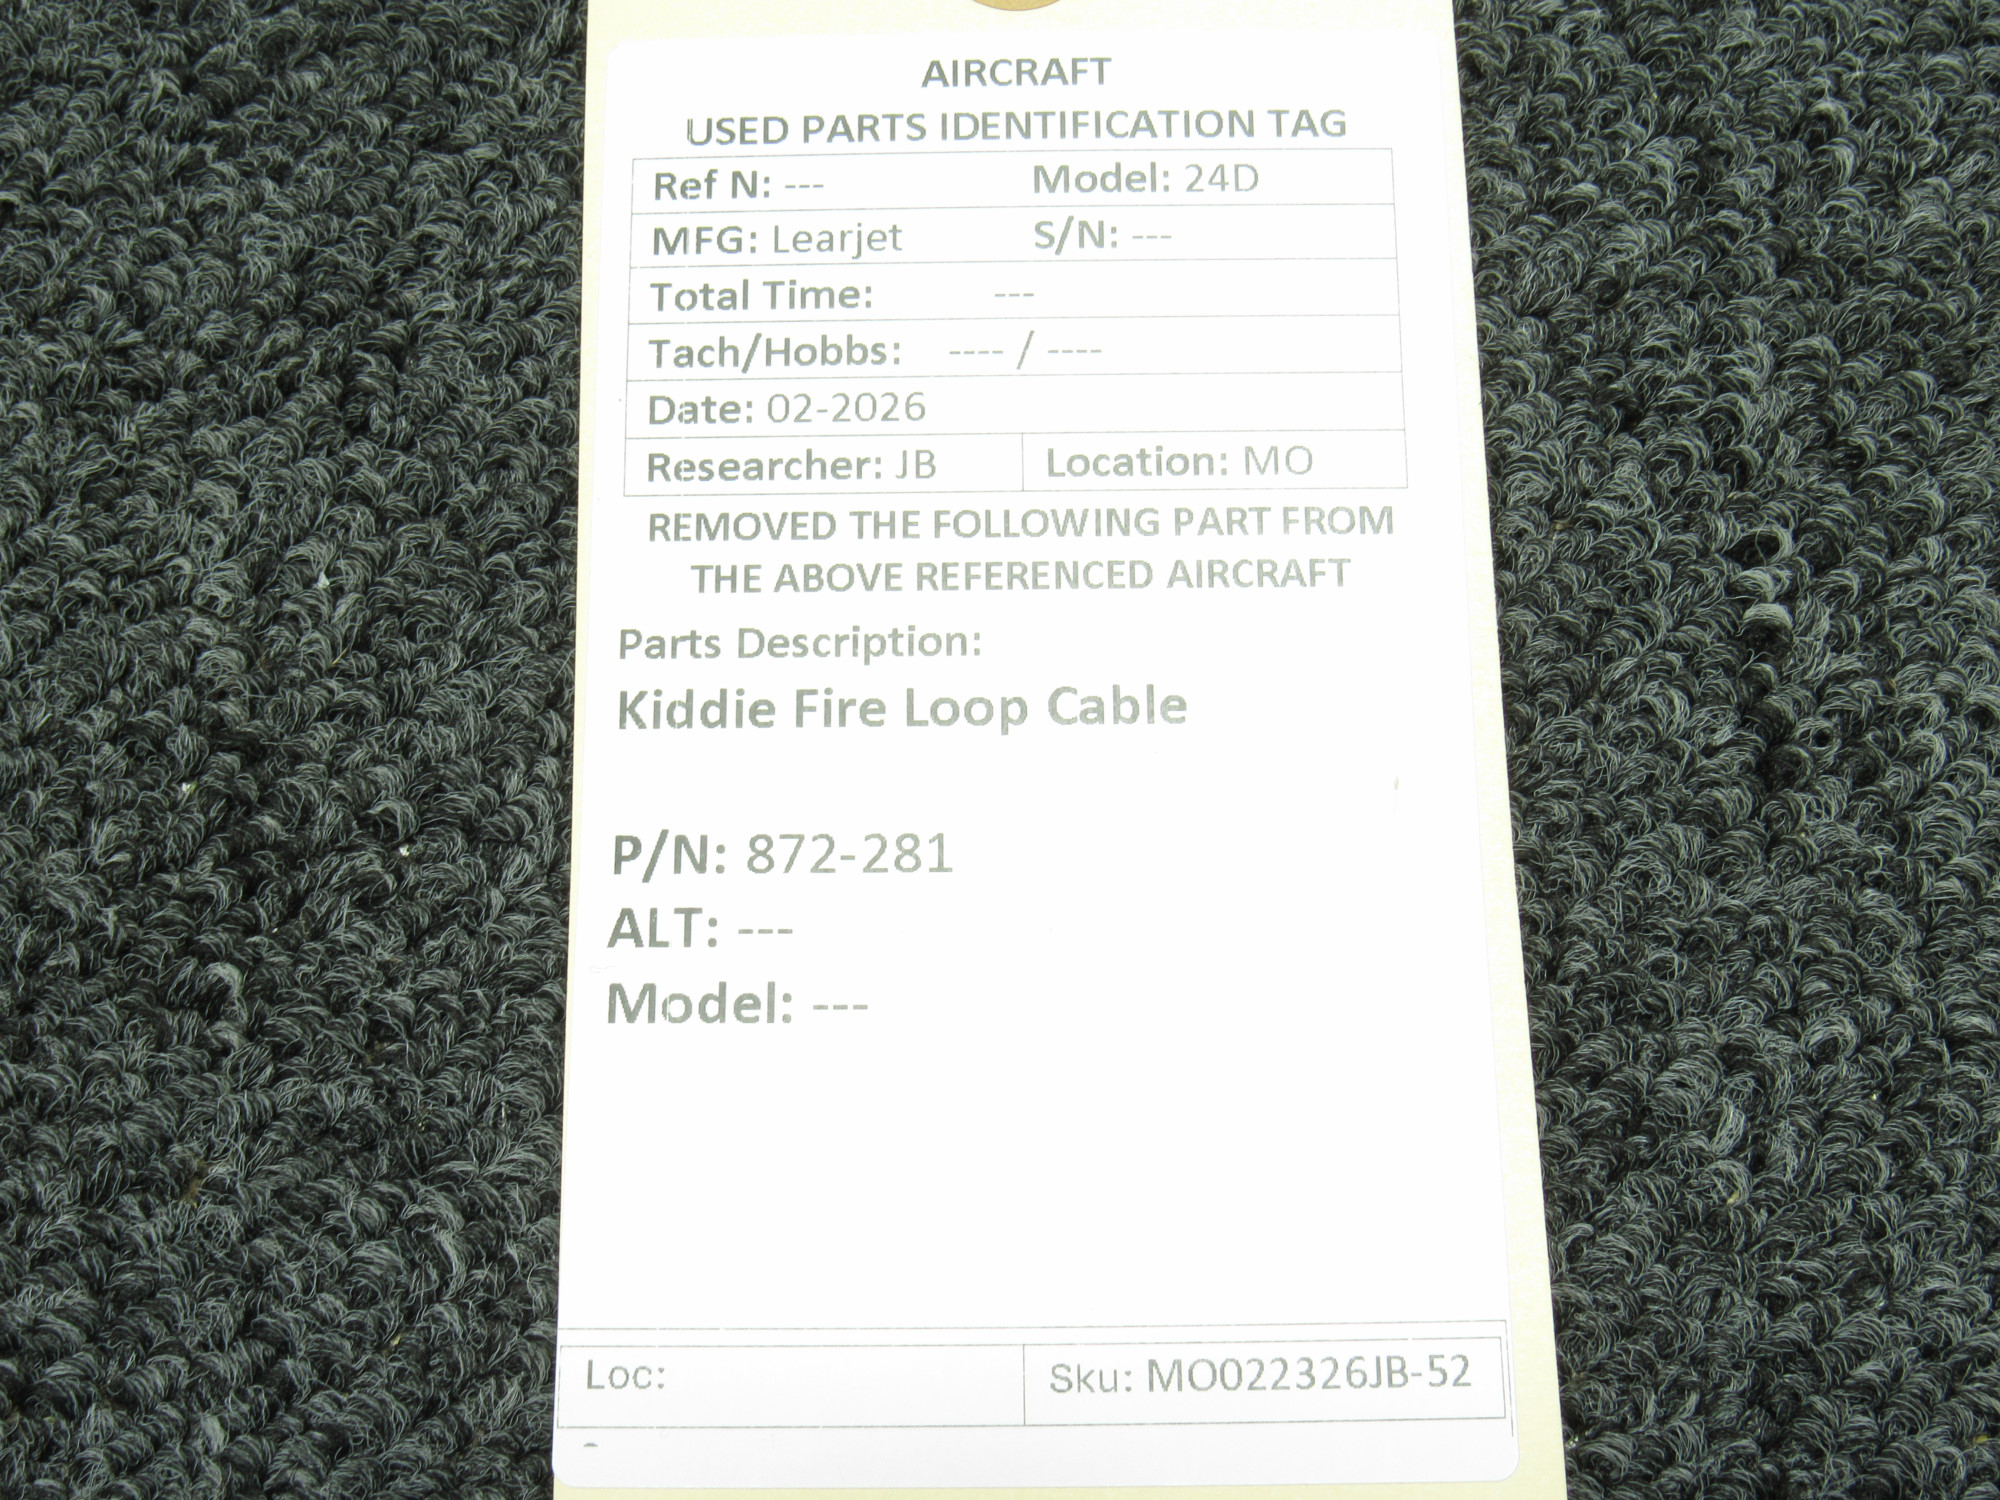 AIRCRAFT
USED PARTS IDENTIFICATION TAG
Ref N: --- Model: 24D
MFG: Learjet S/N: ---
Total Time: ---
Tach/Hobbs: ---- / ----
Date: 02-2026
Researcher: JB Location: MO
REMOVED THE FOLLOWING PART FROM
THE ABOVE REFERENCED AIRCRAFT
Parts Description:
Kiddie Fire Loop Cable
P/N: 872-281
ALT: ---
Model: ---
Loc: Sku: MO022326JB-52